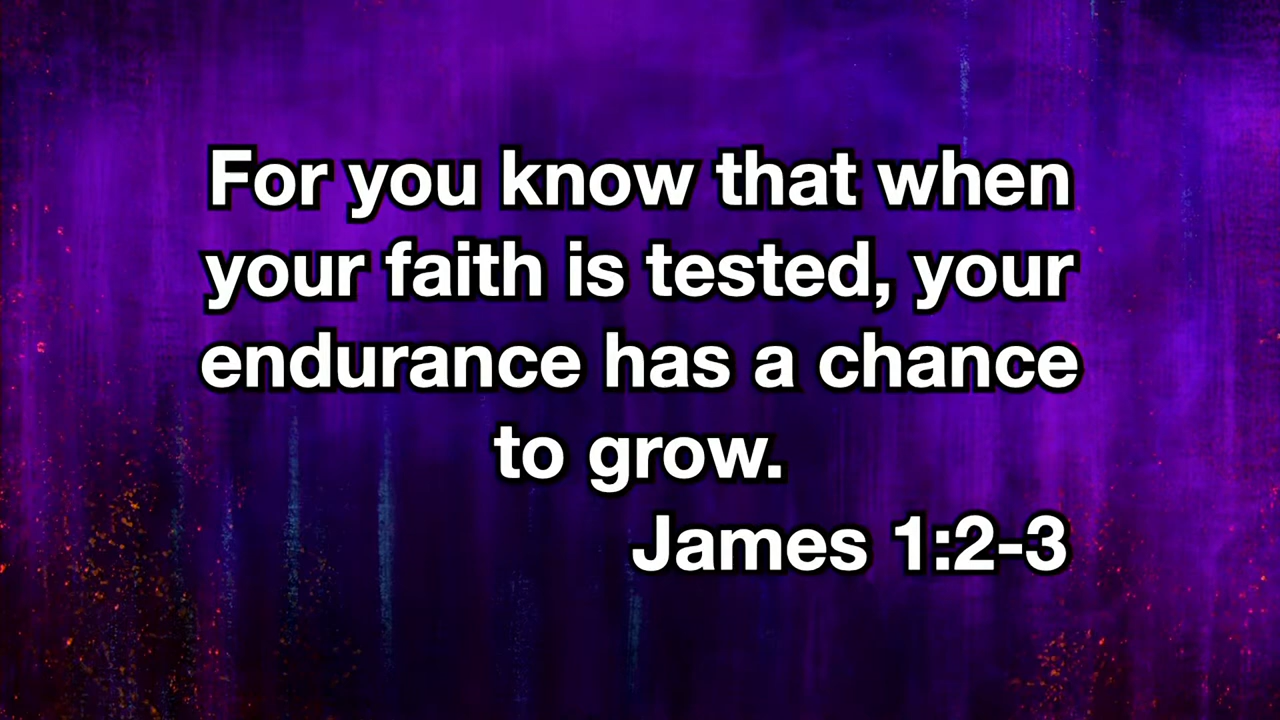 For you know that when
your faith is tested, your
endurance has a chance
to grow.
James 1:2-3